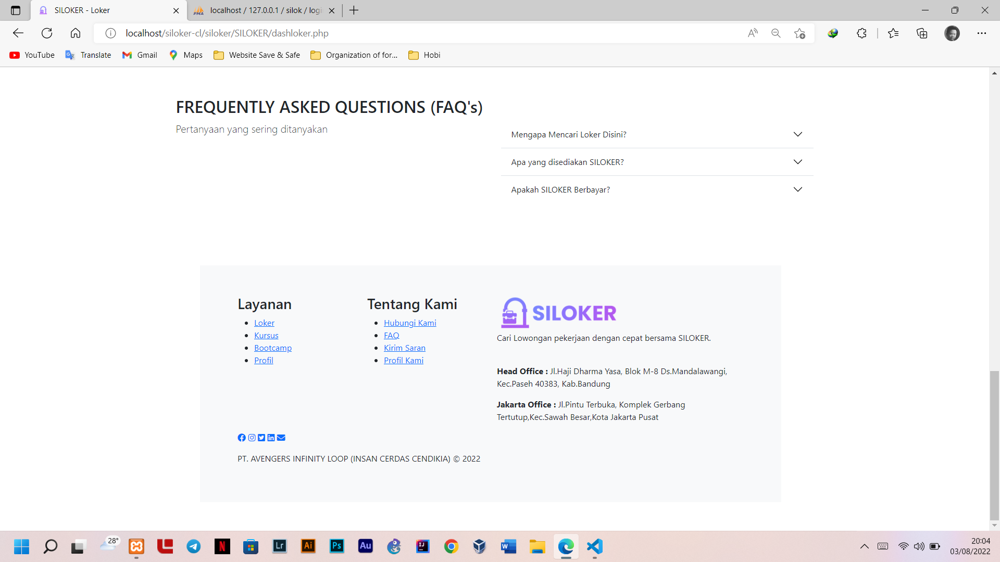 SILOKER - Loker
localhost / 127.0.0.1 / silok / logi
localhost/siloker-cl/siloker/SILOKER/dashloker.php
YouTube
Translate
Gmail
Maps
Website Save & Safe
Organization of for...
Hobi
FREQUENTLY ASKED QUESTIONS (FAQ's)
Pertanyaan yang sering ditanyakan
Mengapa Mencari Loker Disini?
Apa yang disediakan SILOKER?
Apakah SILOKER Berbayar?
Layanan
Loker
Kursus
Bootcamp
Profil
Tentang Kami
Hubungi Kami
FAQ
Kirim Saran
Profil Kami
SILOKER
Cari Lowongan pekerjaan dengan cepat bersama SILOKER.
Head Office : Jl.Haji Dharma Yasa, Blok M-8 Ds.Mandalawangi,
Kec.Paseh 40383, Kab.Bandung
Jakarta Office : Jl.Pintu Terbuka, Komplek Gerbang
Tertutup,Kec.Sawah Besar,Kota Jakarta Pusat
PT. AVENGERS INFINITY LOOP (INSAN CERDAS CENDIKIA) © 2022
28°
Lr
Ai
Ps
Au
20:04
03/08/2022